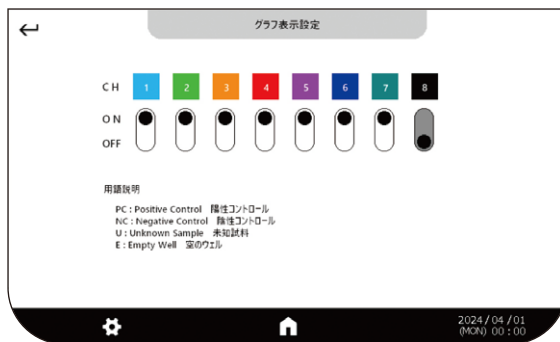 グラフ表示設定
CH 1 2 3 4 5 6 7 8
ON
OFF
用語説明
PC : Positive Control 陽性コントロール
NC : Negative Control 陰性コントロール
U : Unknown Sample 未知試料
E : Empty Well 空のウェル
2024/04/01
(MON) 00:00